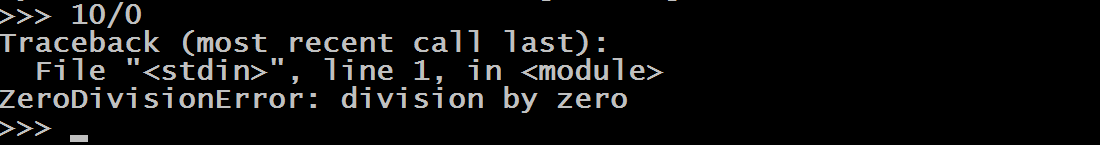 >>> 10/0
Traceback (most recent call last):
  File "<stdin>", line 1, in <module>
ZeroDivisionError: division by zero
>>> _